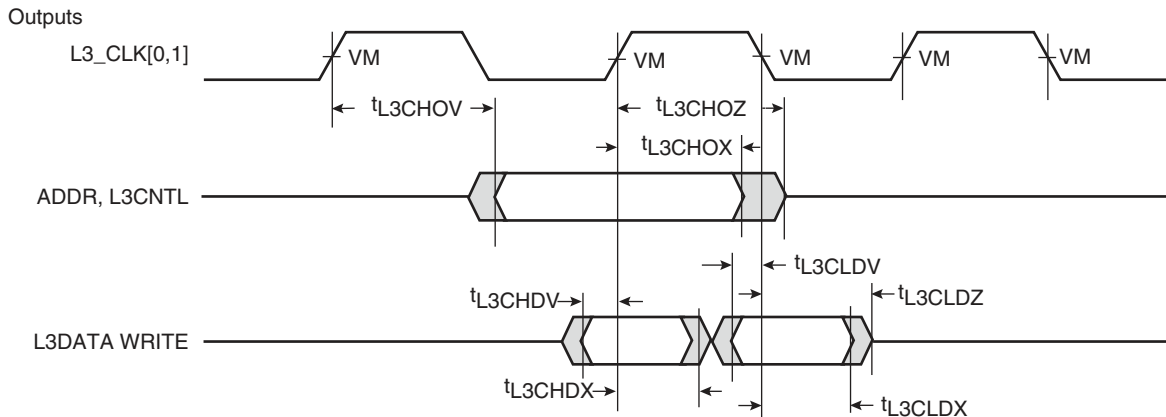 Outputs
L3_CLK[0,1]
VM
VM
VM
VM
VM
tL3CHOV
tL3CHOZ
tL3CHOX
ADDR, L3CNTL
tL3CLDV
tL3CHDV
tL3CLDZ
L3DATA WRITE
tL3CHDX
tL3CLDX